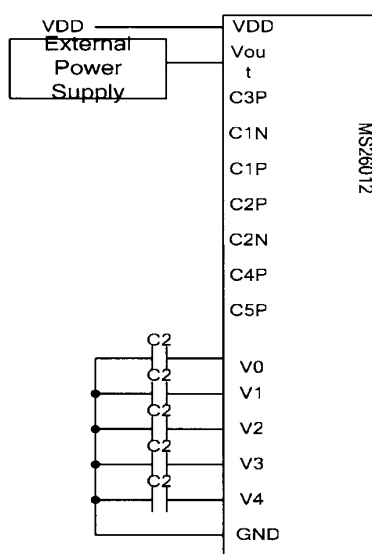 VDD
VDD
External
Power
Supply
Vou
t
C3P
C1N
C1P
C2P
C2N
C4P
C5P
MS26012
C2
V0
C2
V1
C2
V2
C2
V3
C2
V4
GND